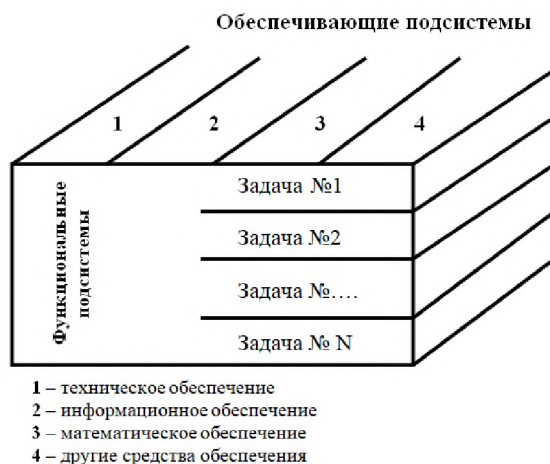 Обеспечивающие подсистемы
1 2 3 4
Функциональные
подсистемы
Задача №1
Задача №2
Задача №….
Задача № N
1 – техническое обеспечение
2 – информационное обеспечение
3 – математическое обеспечение
4 – другие средства обеспечения